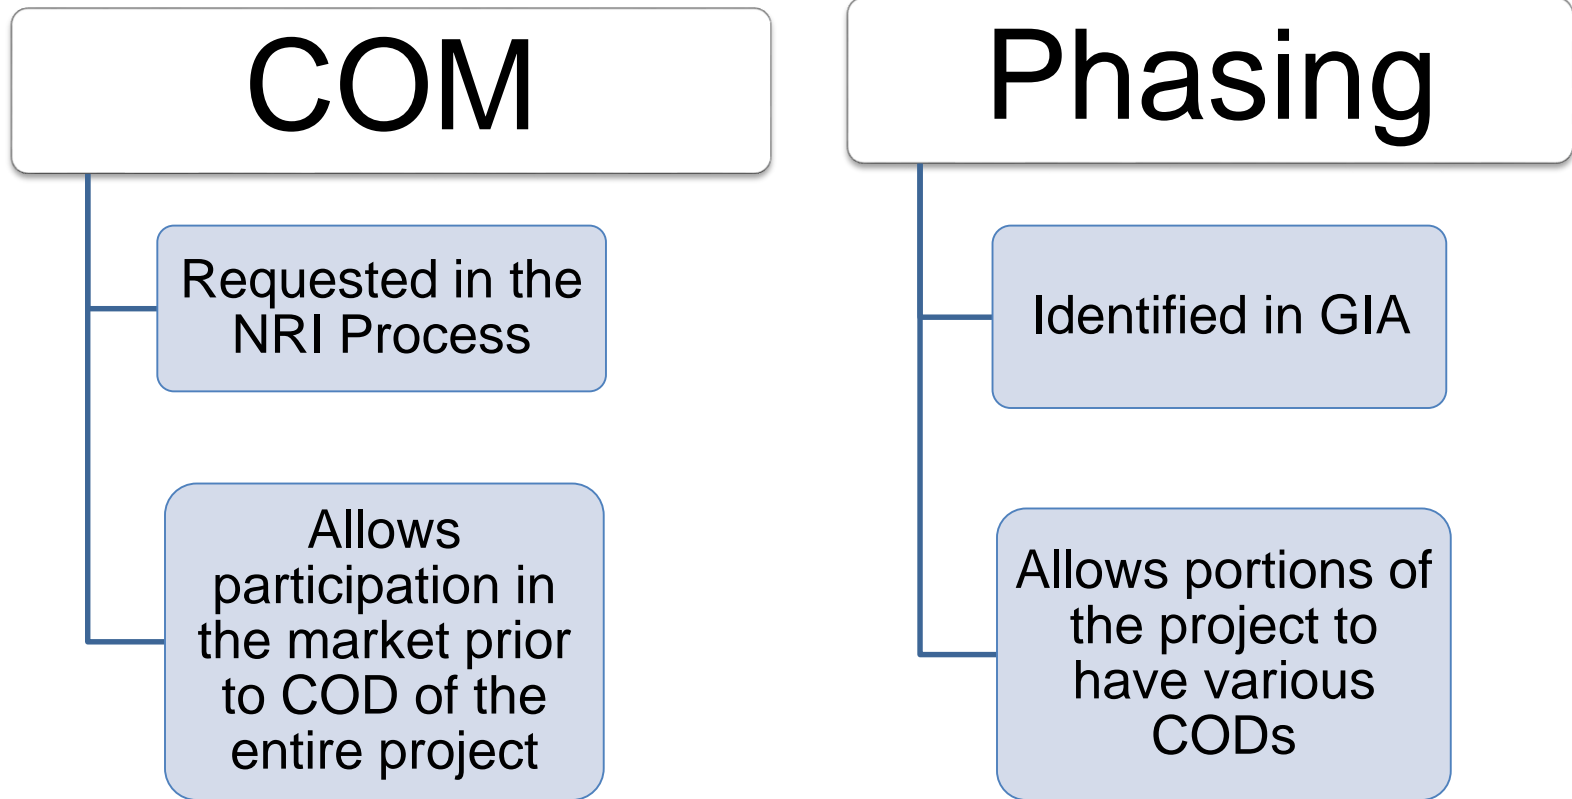 COM
Requested in the
NRI Process
Allows
participation in
the market prior
to COD of the
entire project
Phasing
Identified in GIA
Allows portions of
the project to
have various
CODs